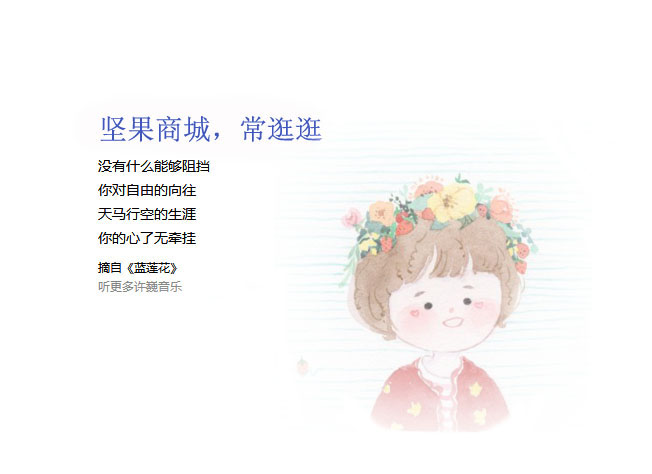 坚果商城，常逛逛
没有什么能够阻挡
你对自由的向往
天马行空的生涯
你的心了无牵挂
摘自《蓝莲花》
听更多许巍音乐